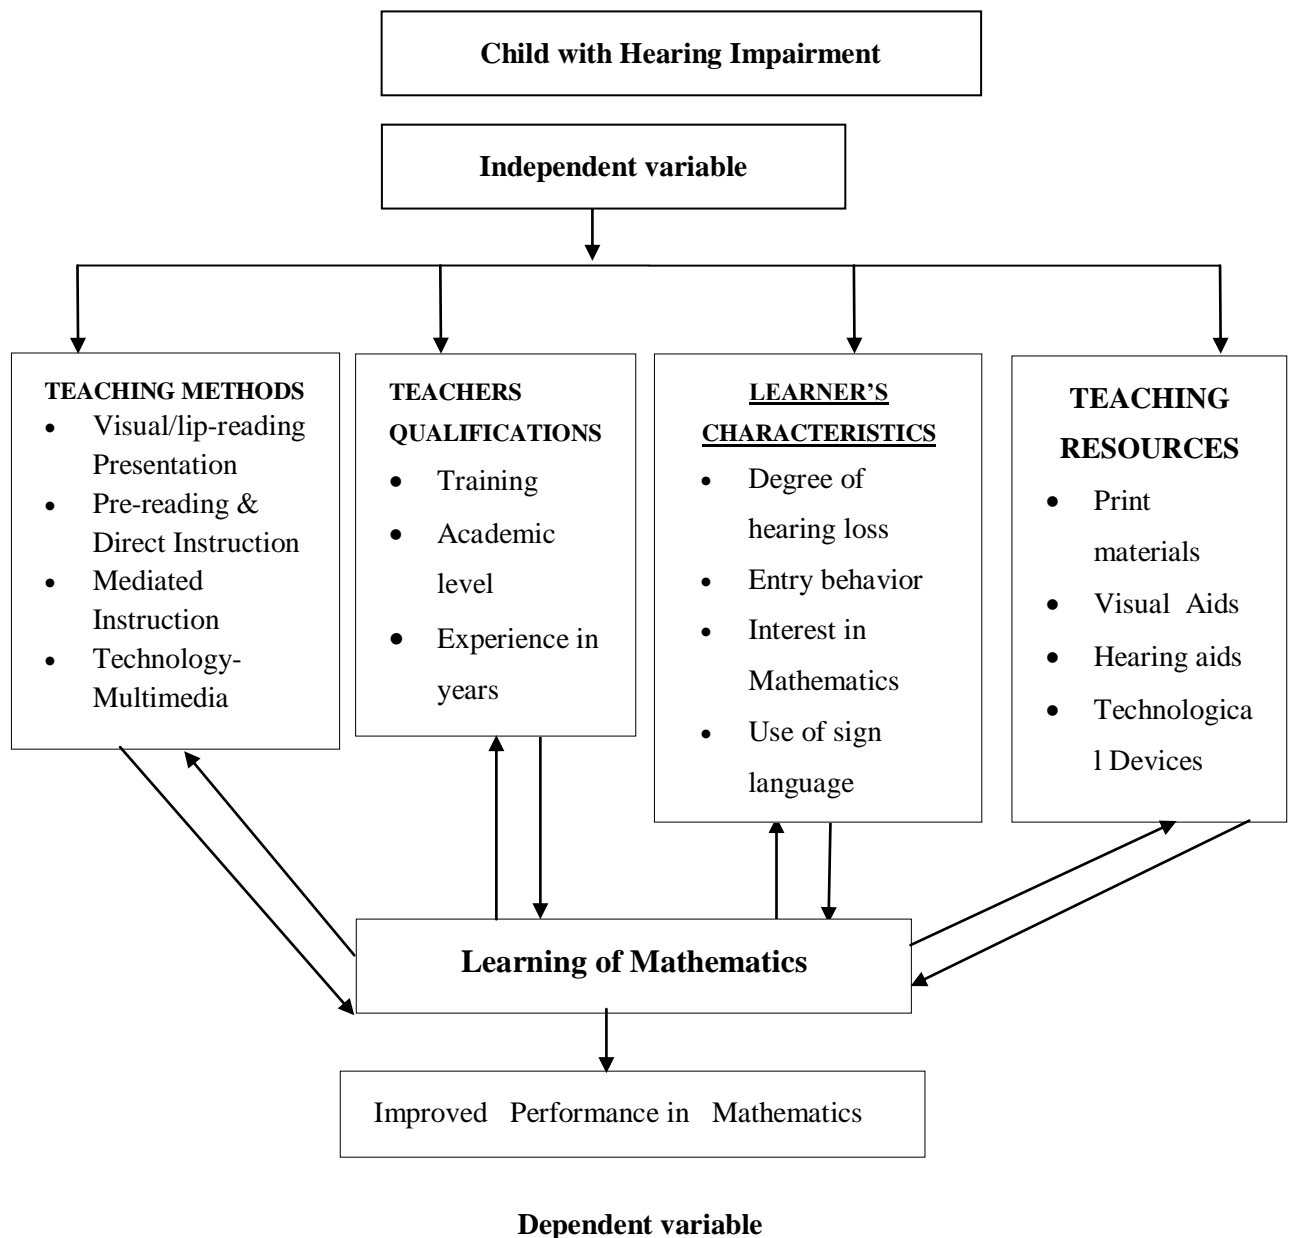 Child with Hearing Impairment
Independent variable
TEACHING METHODS
• Visual/lip-reading
Presentation
• Pre-reading &
Direct Instruction
• Mediated
Instruction
• Technology-
Multimedia
TEACHERS
QUALIFICATIONS
• Training
• Academic
level
• Experience in
years
LEARNER’S
CHARACTERISTICS
• Degree of
hearing loss
• Entry behavior
• Interest in
Mathematics
• Use of sign
language
TEACHING
RESOURCES
• Print
materials
• Visual Aids
• Hearing aids
• Technologica
l Devices
Learning of Mathematics
Improved Performance in Mathematics
Dependent variable